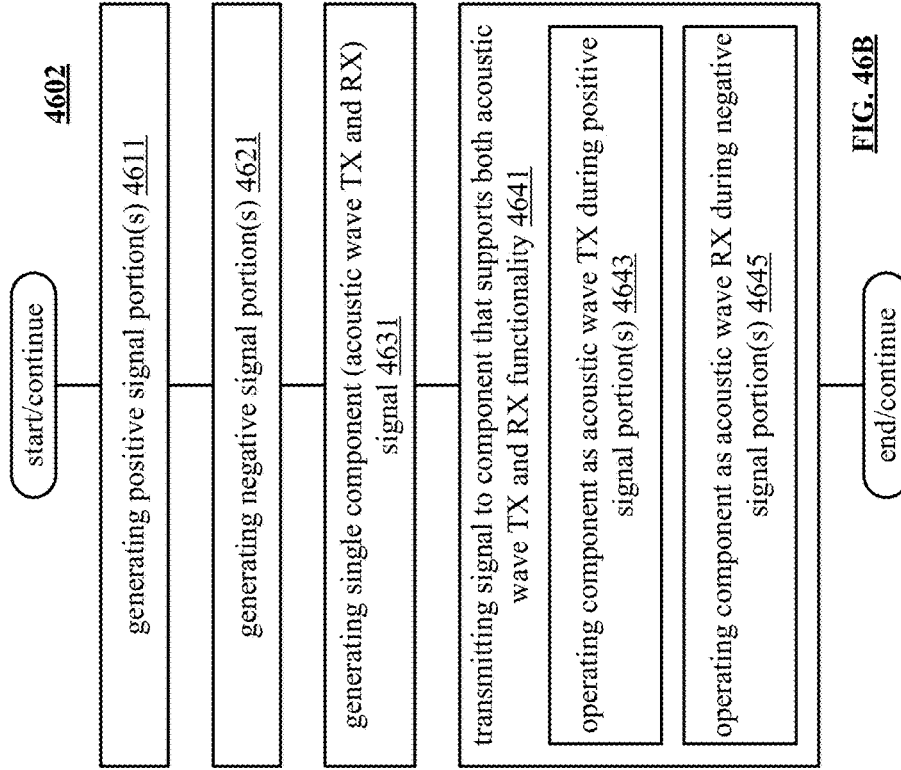 4602
start/continue
generating positive signal portion(s) 4611
generating negative signal portion(s) 4621
generating single component (acoustic wave TX and RX)
signal 4631
transmitting signal to component that supports both acoustic
wave TX and RX functionality 4641
operating component as acoustic wave TX during positive
signal portion(s) 4643
operating component as acoustic wave RX during negative
signal portion(s) 4645
end/continue
FIG. 46B